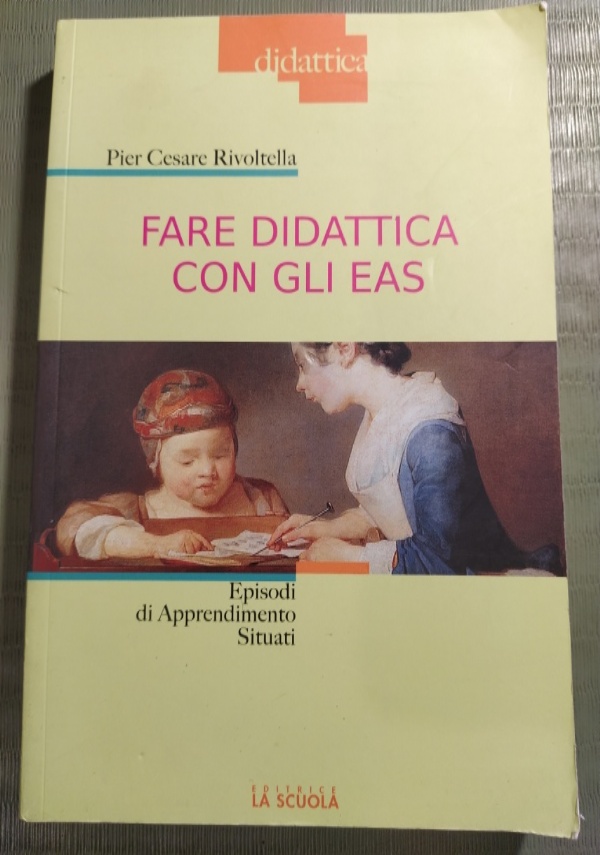 didattica
Pier Cesare Rivoltella
FARE DIDATTICA
CON GLI EAS
Episodi
di Apprendimento
Situati
EDITRICE
LA SCUOLA